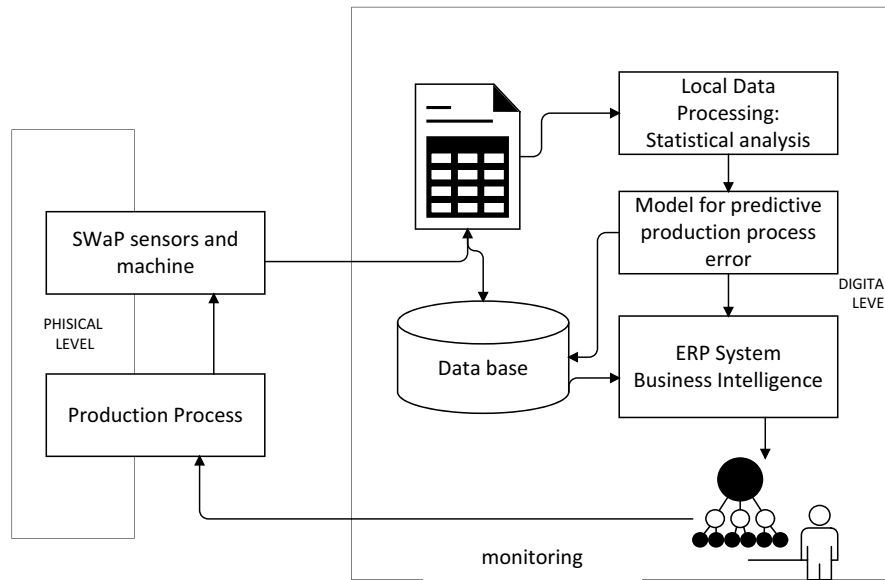 Local Data
Processing:
Statistical analysis
SWaP sensors and
machine
Model for predictive
production process
error
DIGITA
LEVE
PHISICAL
LEVEL
Data base
ERP System
Business Intelligence
Production Process
monitoring